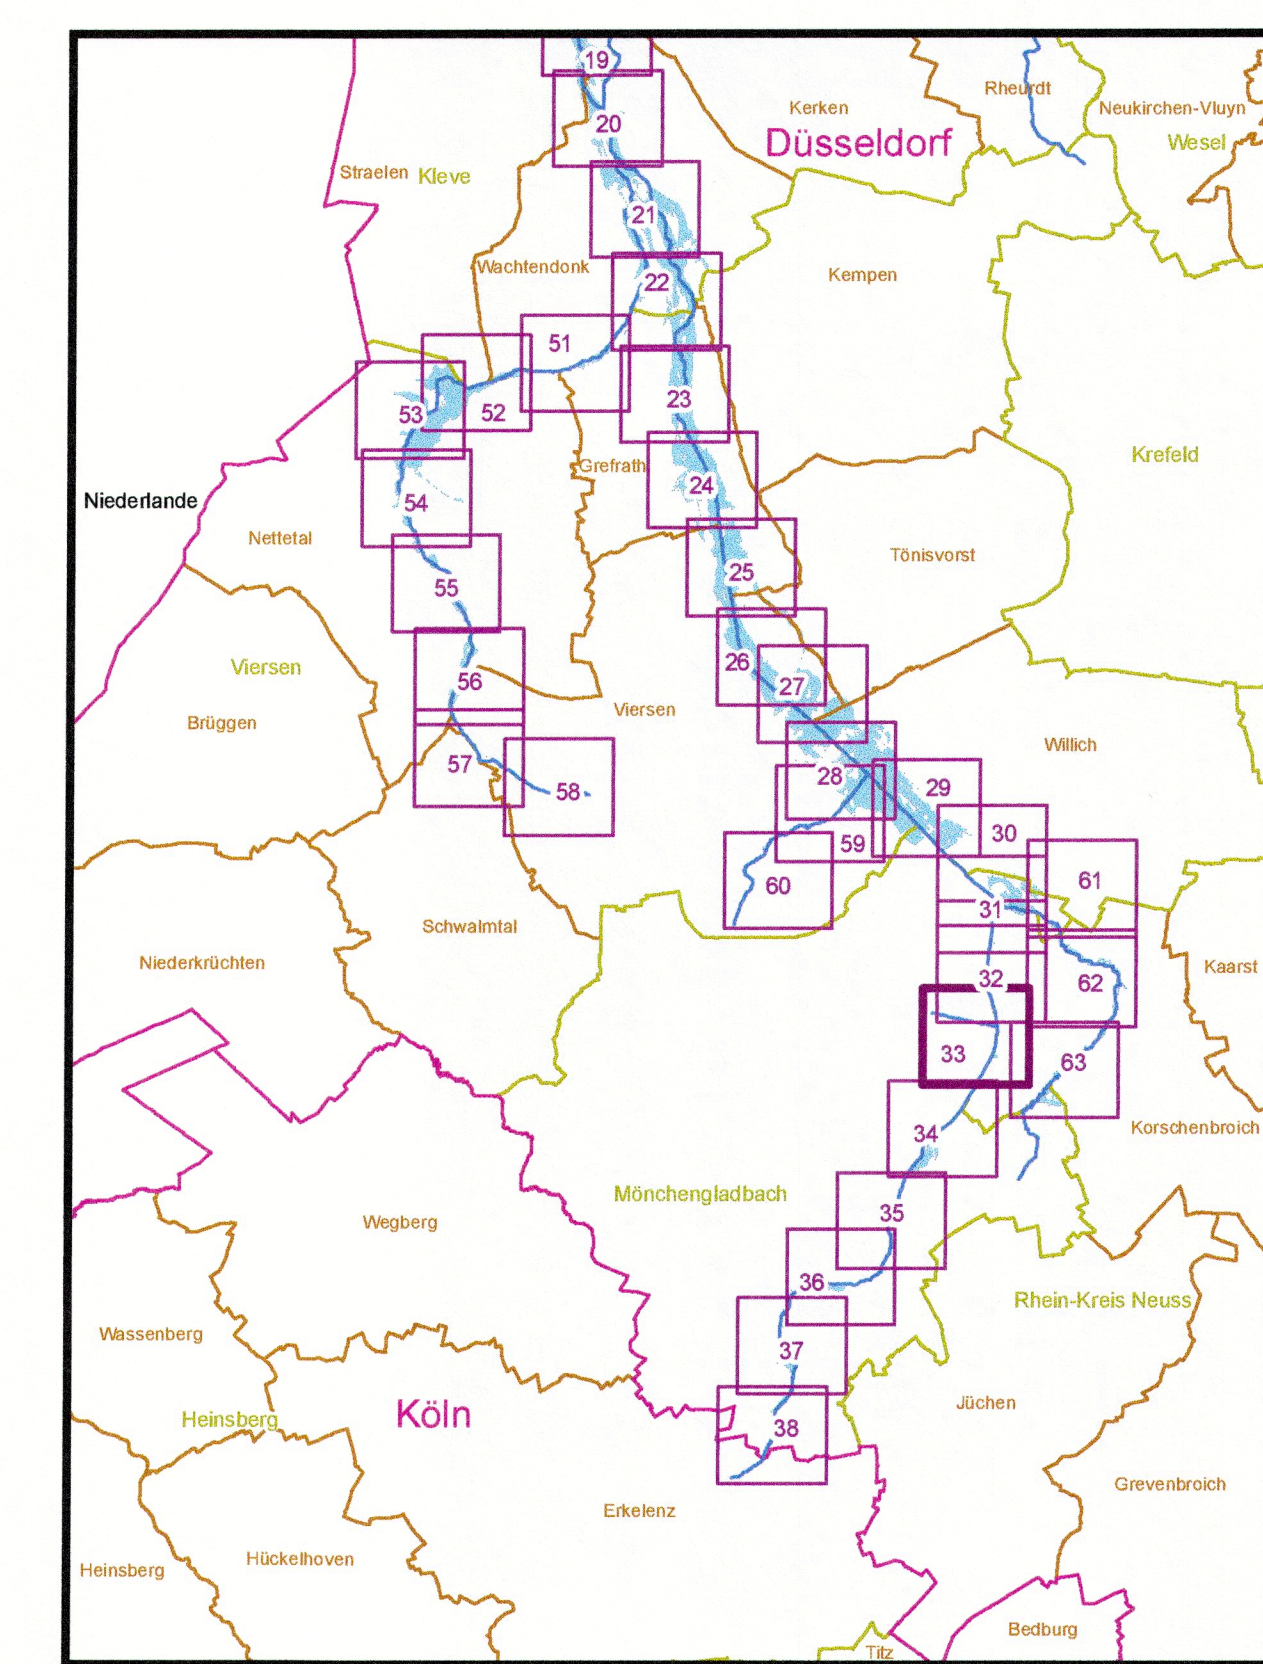 19
Rheurdt
Kerken
Neukirchen-Vluyn
20
Düsseldorf
Wesel
Straelen
Kleve
21
Wachtendonk
22
Kempen
51
23
53
52
Krefeld
Grefrath
24
Niederlande
54
Nettetal
Tönisvorst
25
55
Viersen
26
56
27
Viersen
Brüggen
Willich
57
28
58
29
30
59
60
61
31
Schwalmtal
Niederkrüchten
Kaarst
32
62
33
63
34
Korschenbroich
Mönchengladbach
35
Wegberg
36
Rhein-Kreis Neuss
Wassenberg
37
Jüchen
Heinsberg
Köln
38
Grevenbroich
Erkelenz
Hückelhoven
Heinsberg
Bedburg
Titz